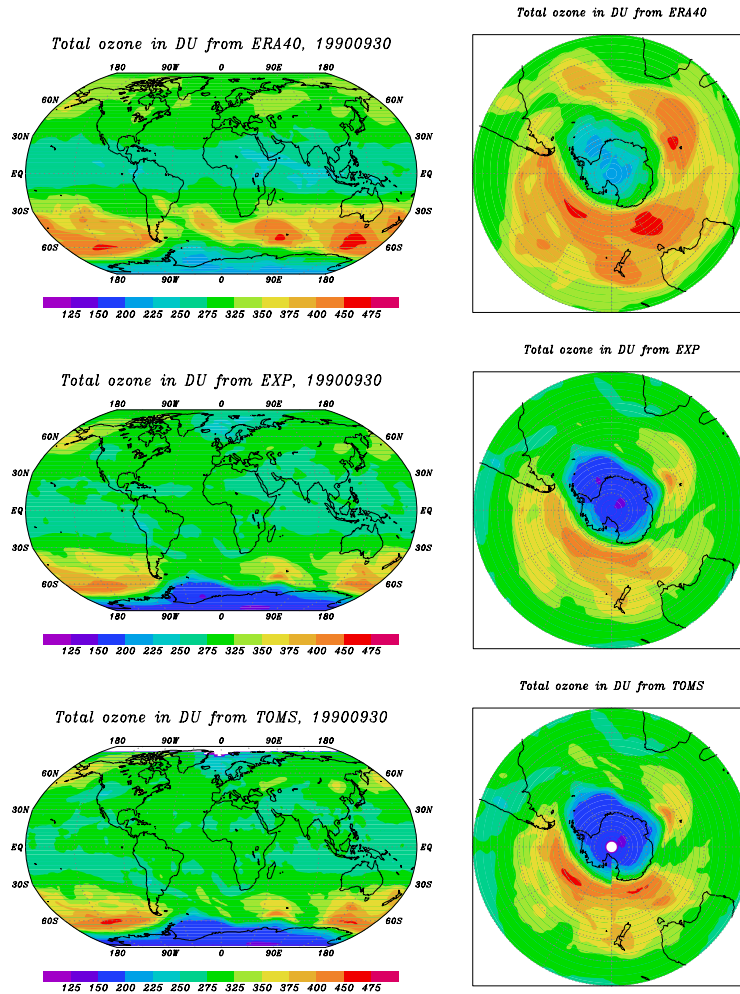 Total ozone in DU from ERA40
Total ozone in DU from ERA40, 19900930
180 90W 0 90E 180
60N 60N
30N 30N
EQ EQ
30S 30S
60S 60S
180 90W 0 90E 180
125 150 200 225 250 275 325 350 375 400 450 475
Total ozone in DU from EXP
Total ozone in DU from EXP, 19900930
180 90W 0 90E 180
60N 60N
30N 30N
EQ EQ
30S 30S
60S 60S
180 90W 0 90E 180
125 150 200 225 250 275 325 350 375 400 450 475
Total ozone in DU from TOMS
Total ozone in DU from TOMS, 19900930
180 90W 0 90E 180
60N 60N
30N 30N
EQ EQ
30S 30S
60S 60S
180 90W 0 90E 180
125 150 200 225 250 275 325 350 375 400 450 475